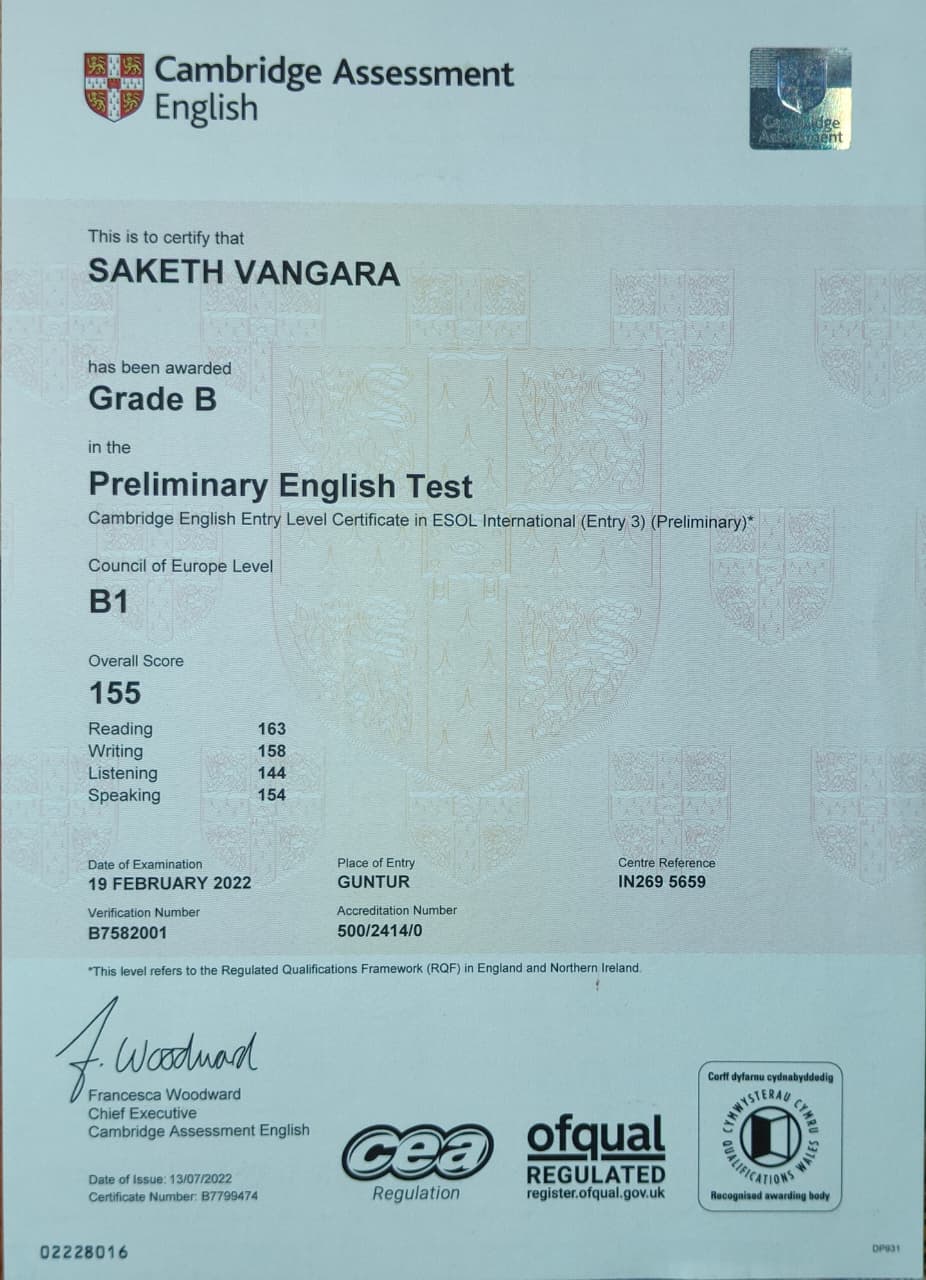 Cambridge Assessment
English
Cambridge
Assessment
This is to certify that
SAKETH VANGARA
has been awarded
Grade B
in the
Preliminary English Test
Cambridge English Entry Level Certificate in ESOL International (Entry 3) (Preliminary)*
Council of Europe Level
B1
Overall Score
155
Reading 163
Writing 158
Listening 144
Speaking 154
Date of Examination
19 FEBRUARY 2022
Place of Entry
GUNTUR
Centre Reference
IN269 5659
Verification Number
B7582001
Accreditation Number
500/2414/0
*This level refers to the Regulated Qualifications Framework (RQF) in England and Northern Ireland.
F. Woodward
Francesca Woodward
Chief Executive
Cambridge Assessment English
Date of Issue: 13/07/2022
Certificate Number: B7799474
cea
Regulation
ofqual
REGULATED
register.ofqual.gov.uk
Corff dyfarnu cydnabyddedig
CYMWYSTERAU CYMRU
QUALIFICATIONS WALES
Recognised awarding body
02228016
DP931